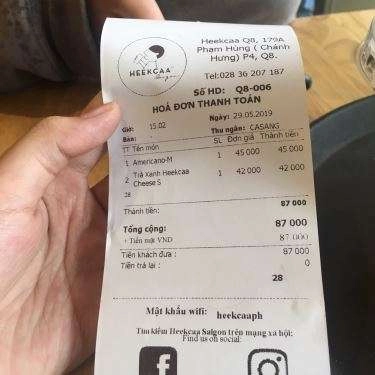 HEEKCAA
Saigon
Heekcaa Q8, 179A
Phạm Hùng ( Chánh
Hưng) P4, Q8.
Tel:028 36 207 187
Số HD: Q8-006
HOÁ ĐƠN THANH TOÁN
Giờ: 15:02 Ngày: 29.05.2019
Bàn: Thu ngân: CASANG
TT Tên món SL Đơn giá Thành tiền
1 Americano-M 1 45 000 45 000
2 Trà Xanh Heekcaa 1 42 000 42 000
Cheese S
28
Thành tiền: 87 000
Tổng cộng: 87 000
+ Tiền mặt VND 87 000
Tiền khách đưa : 87 000
Tiền trả lại : 0
28
Mật khẩu wifi: heekcaaph
Tìm kiếm Heekcaa Saigon trên mạng xã hội:
Find us on social: